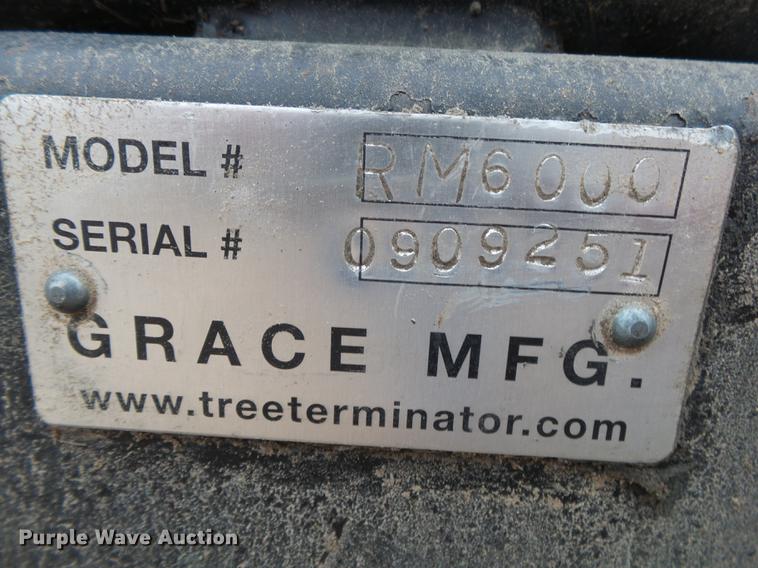 MODEL # RM6000
SERIAL # 0909251
GRACE MFG.
www.treeterminator.com
Purple Wave Auction